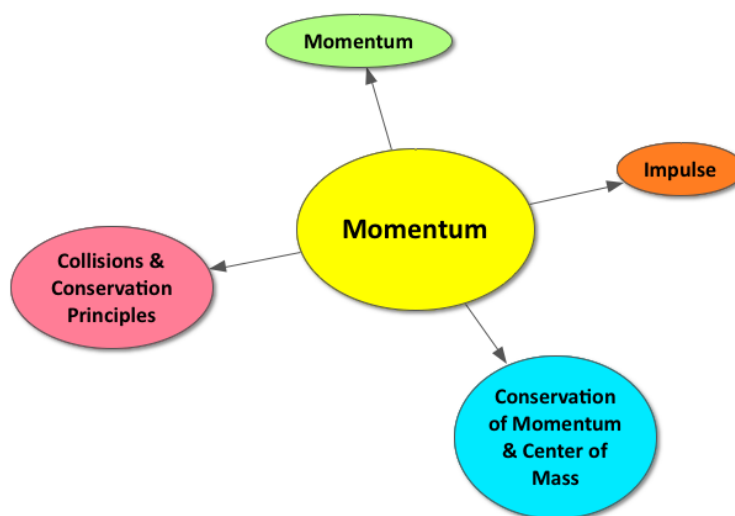 Momentum
Impulse
Momentum
Collisions &
Conservation
Principles
Conservation
of Momentum
& Center of
Mass